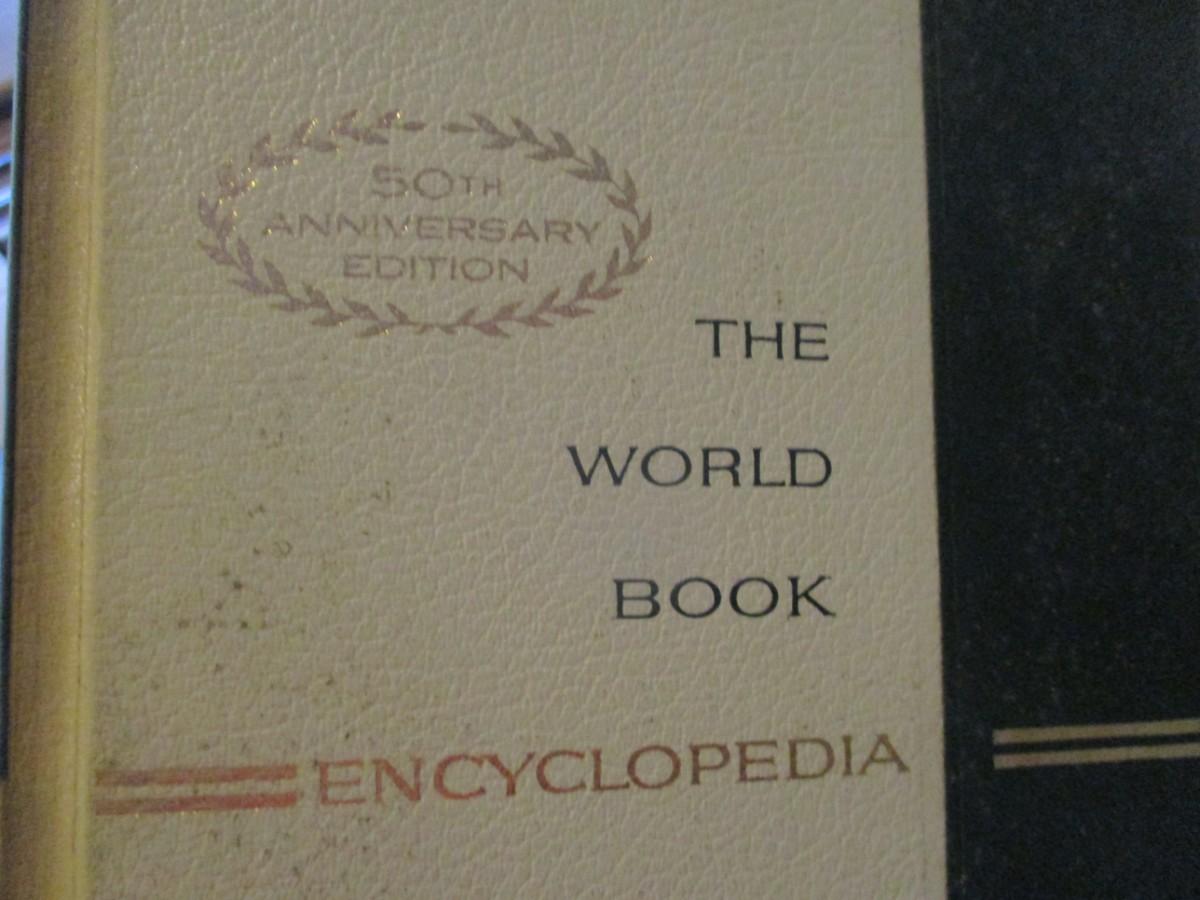 50TH
ANNIVERSARY
EDITION
THE
WORLD
BOOK
ENCYCLOPEDIA